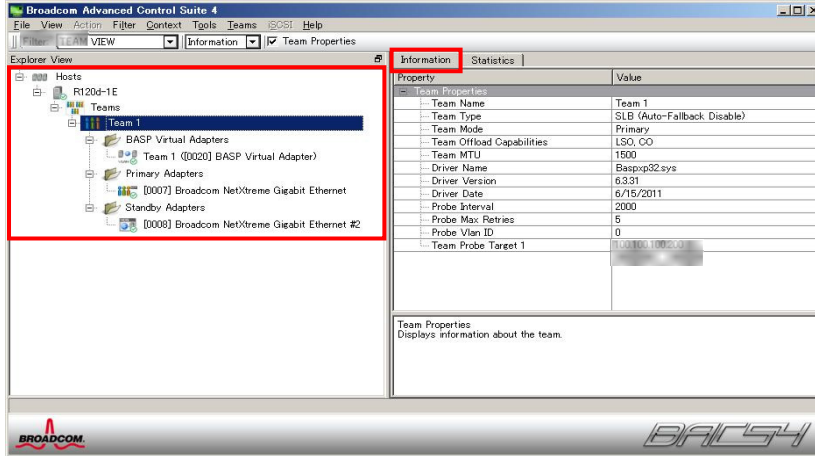 Broadcom Advanced Control Suite 4
File View Action Filter Context Tools Teams iSCSI Help
Filter: TEAM VIEW Information Team Properties
Explorer View
Hosts
R120d-1E
Teams
Team 1
BASP Virtual Adapters
Team 1 ([0020] BASP Virtual Adapter)
Primary Adapters
[0007] Broadcom NetXtreme Gigabit Ethernet
Standby Adapters
[0008] Broadcom NetXtreme Gigabit Ethernet #2
Information Statistics
Property Value
Team Properties
Team Name Team 1
Team Type SLB (Auto-Fallback Disable)
Team Mode Primary
Team Offload Capabilities LSO, CO
Team MTU 1500
Driver Name Baspxp32.sys
Driver Version 6.3.31
Driver Date 6/15/2011
Probe Interval 2000
Probe Max Retries 5
Probe Vlan ID 0
Team Probe Target 1
Team Properties
Displays information about the team.
BROADCOM.
BACS4